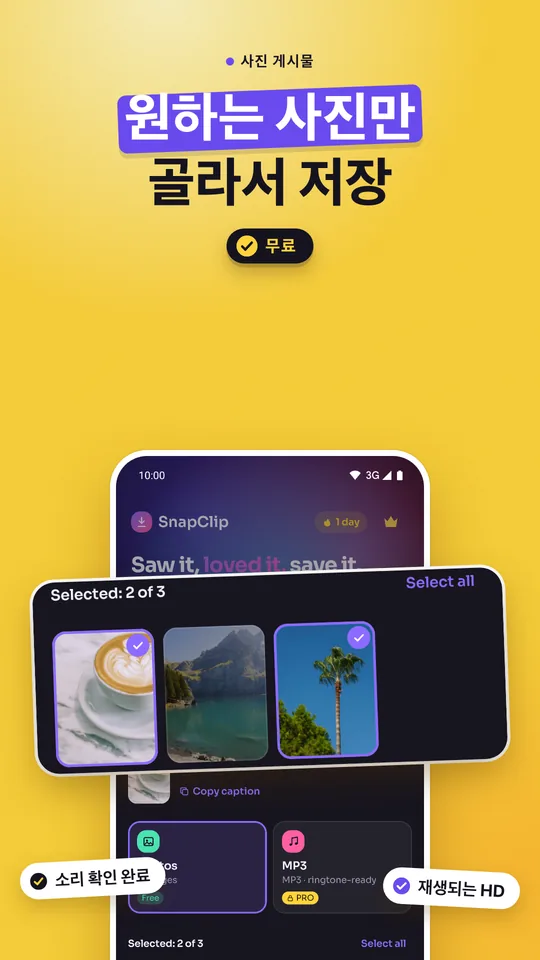 사진 게시물
원하는 사진만
골라서 저장
무료
10:00
3G
SnapClip
1 day
Saw it, loved it, save it.
Selected: 2 of 3
Select all
Copy caption
MP3
MP3 · ringtone-ready
Free
PRO
소리 확인 완료
재생되는 HD
Selected: 2 of 3
Select all